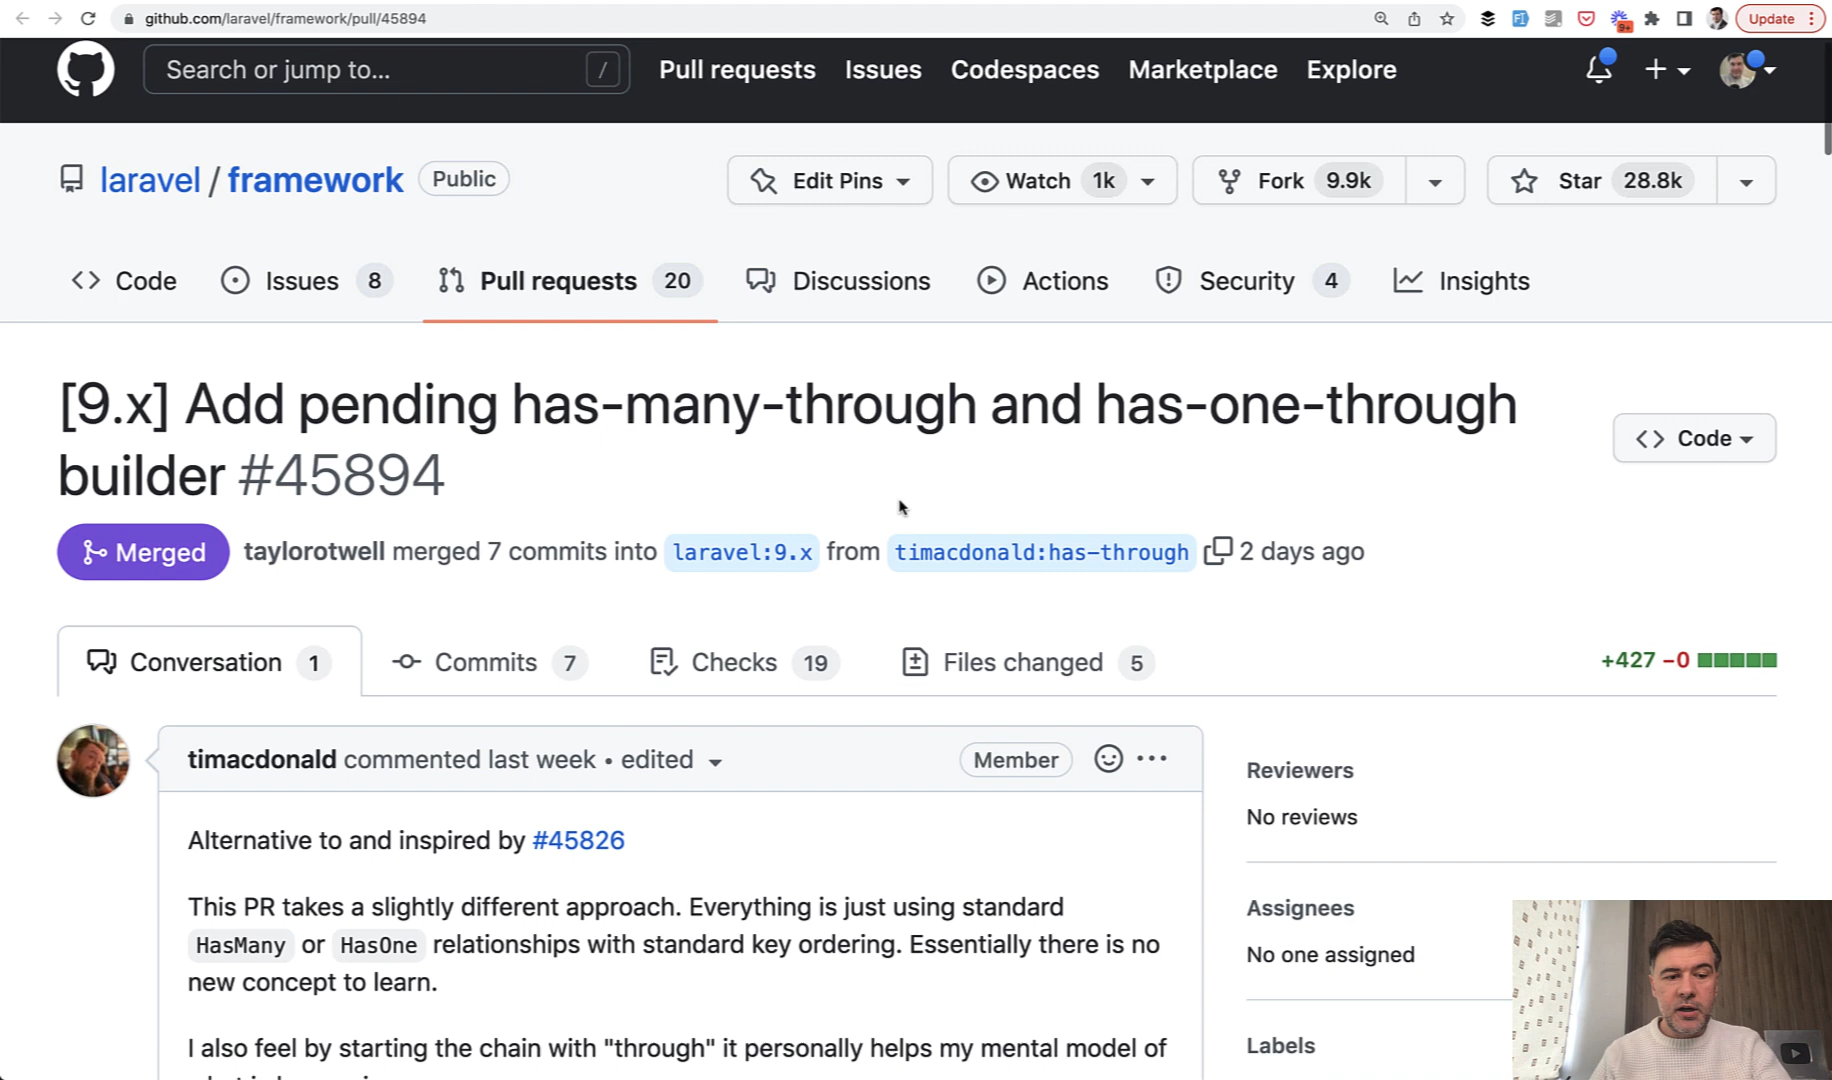 github.com/laravel/framework/pull/45894
Update
Search or jump to... /
Pull requests
Issues
Codespaces
Marketplace
Explore
laravel / framework
Public
Edit Pins
Watch 1k
Fork 9.9k
Star 28.8k
Code
Issues 8
Pull requests 20
Discussions
Actions
Security 4
Insights
[9.x] Add pending has-many-through and has-one-through
builder #45894
Code
Merged
taylorotwell merged 7 commits into laravel:9.x from timacdonald:has-through 2 days ago
Conversation 1
Commits 7
Checks 19
Files changed 5
+427 −0
timacdonald commented last week • edited
Member
Alternative to and inspired by #45826
This PR takes a slightly different approach. Everything is just using standard
HasMany or HasOne relationships with standard key ordering. Essentially there is no
new concept to learn.
I also feel by starting the chain with "through" it personally helps my mental model of
Reviewers
No reviews
Assignees
No one assigned
Labels